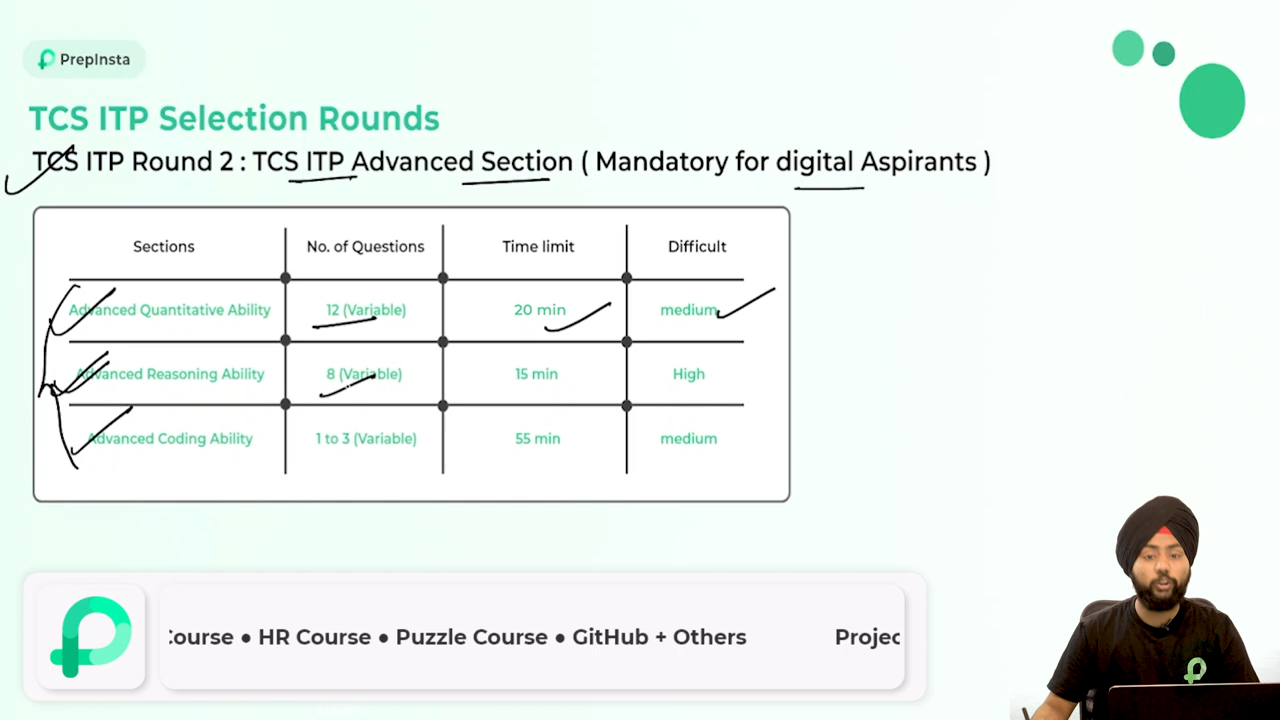 PrepInsta
TCS ITP Selection Rounds
TCS ITP Round 2 : TCS ITP Advanced Section ( Mandatory for digital Aspirants )
Sections No. of Questions Time limit Difficult
Advanced Quantitative Ability 12 (Variable) 20 min medium
Advanced Reasoning Ability 8 (Variable) 15 min High
Advanced Coding Ability 1 to 3 (Variable) 55 min medium
Course ● HR Course ● Puzzle Course ● GitHub + Others Projec